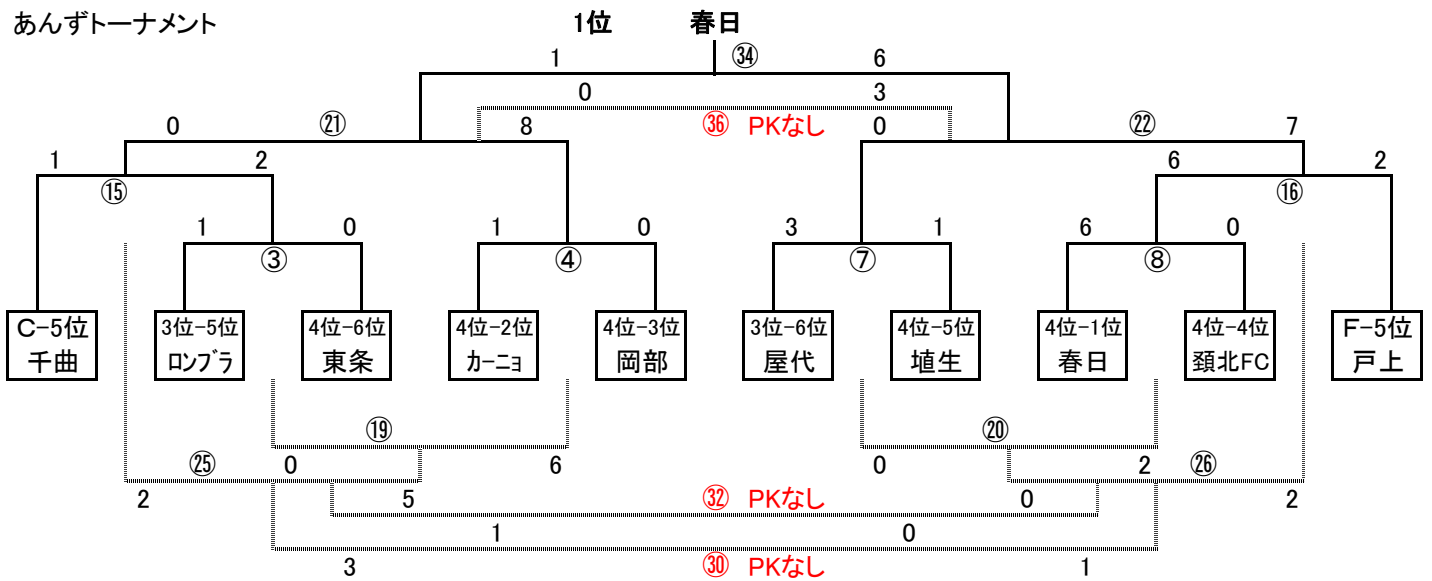 あんずトーナメント 1位 春日
1 ㉞ 6
0 3
0 ㉑ 8 ㊱ PKなし 0 ㉒ 7
1 2 6 2
⑮ ⑯
1 0 1 0 3 1 6 0
③ ④ ⑦ ⑧
C-5位 3位-5位 4位-6位 4位-2位 4位-3位 3位-6位 4位-5位 4位-1位 4位-4位 F-5位
千曲 ロンブラ 東条 カーニョ 岡部 屋代 埴生 春日 頚北FC 戸上
⑲ ⑳
㉕ 0 6 0 2 ㉖
2 5 ㉜ PKなし 0 2
1 0
3 ㉚ PKなし 1